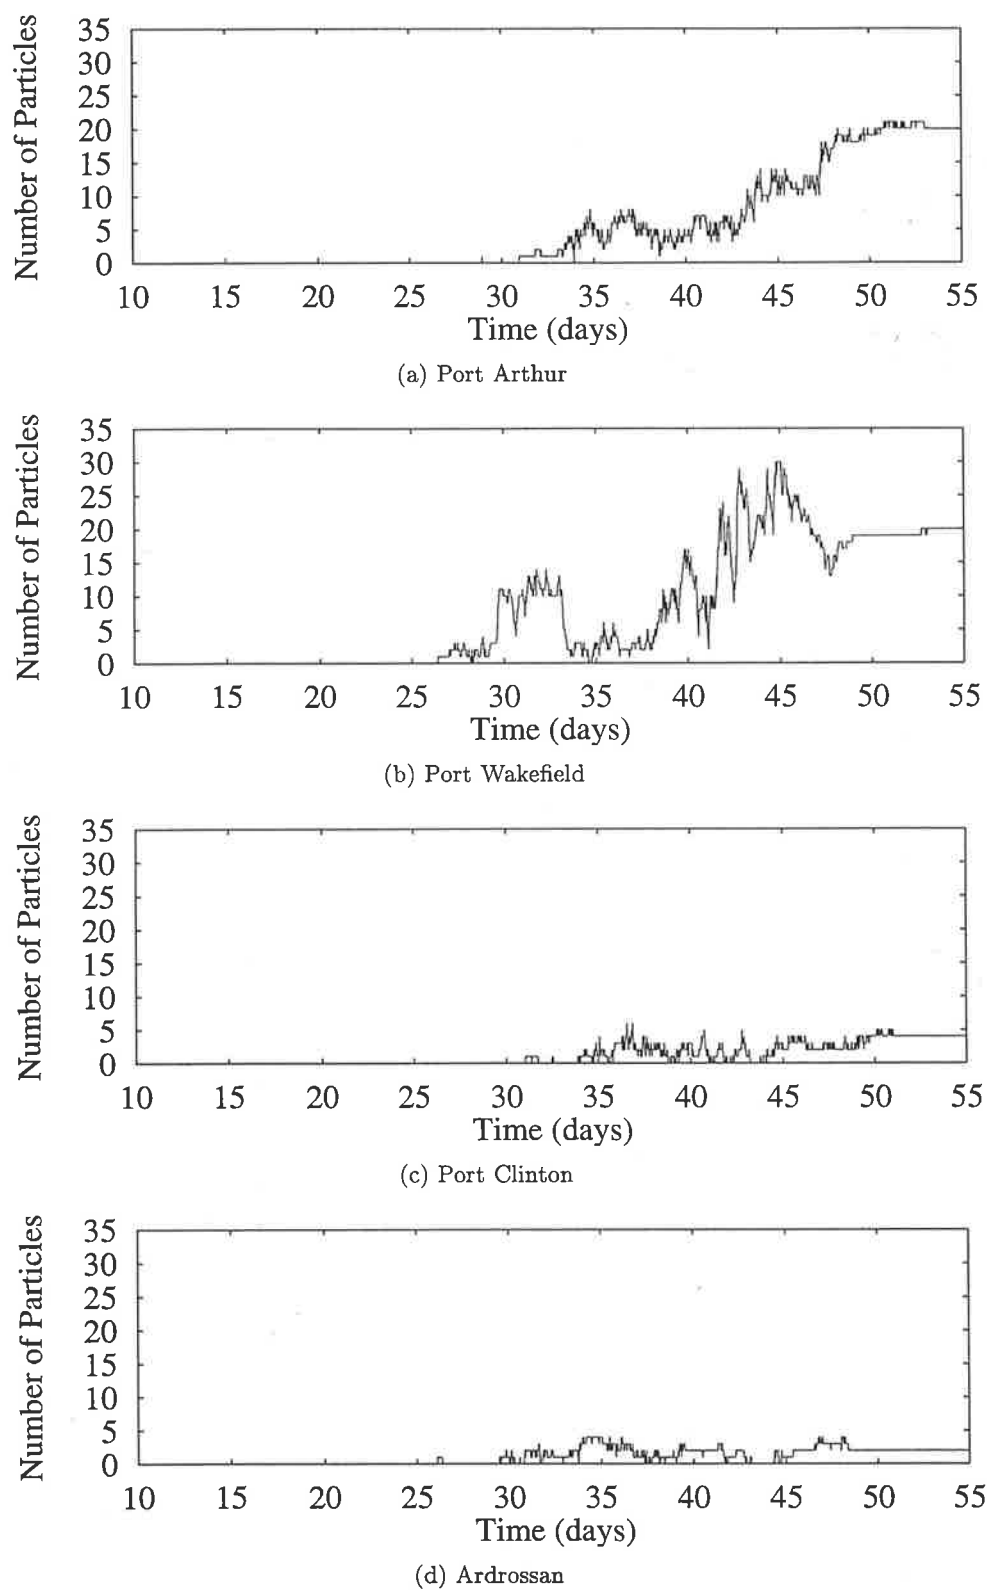 Number of Particles
35
30
25
20
15
10
5
0
10 15 20 25 30 35 40 45 50 55
Time (days)
(a) Port Arthur
Number of Particles
35
30
25
20
15
10
5
0
10 15 20 25 30 35 40 45 50 55
Time (days)
(b) Port Wakefield
Number of Particles
35
30
25
20
15
10
5
0
10 15 20 25 30 35 40 45 50 55
Time (days)
(c) Port Clinton
Number of Particles
35
30
25
20
15
10
5
0
10 15 20 25 30 35 40 45 50 55
Time (days)
(d) Ardrossan